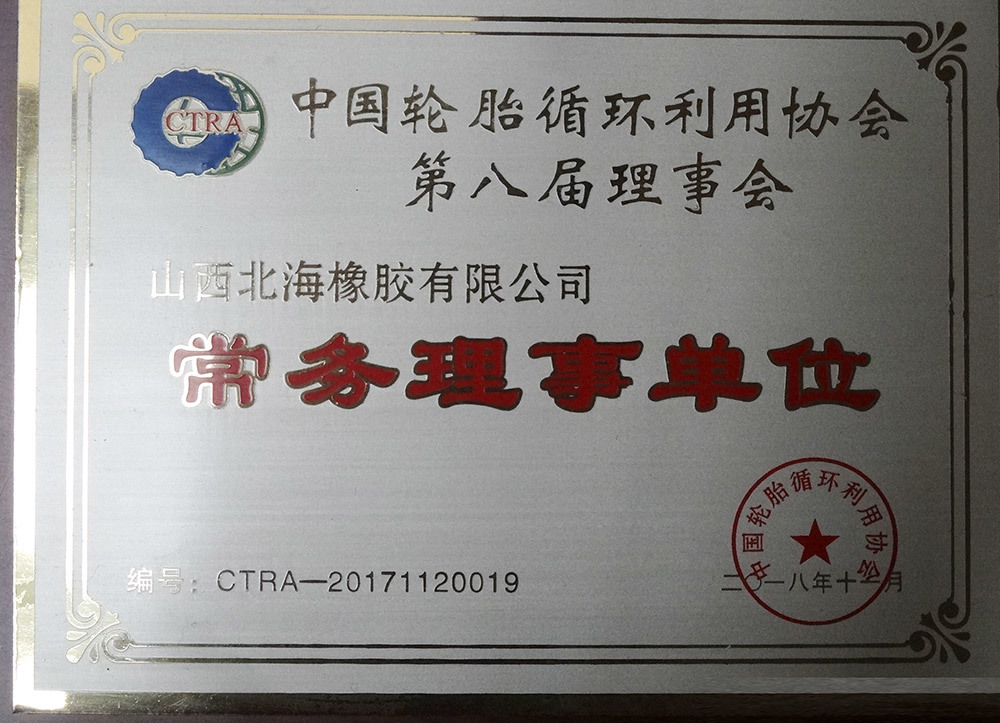 CTRA
中国轮胎循环利用协会
第八届理事会
山西北海橡胶有限公司
常务理事单位
中国轮胎循环利用协会
编号：CTRA—20171120019
二〇一八年十一月